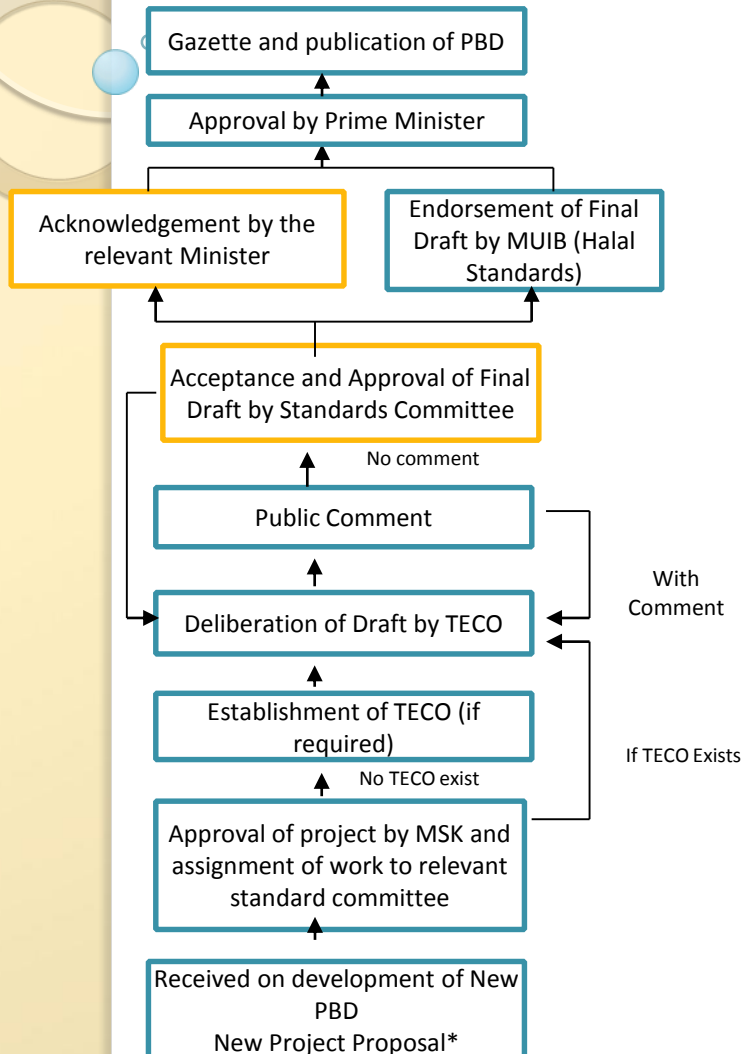 Gazette and publication of PBD
Approval by Prime Minister
Acknowledgement by the
relevant Minister
Endorsement of Final
Draft by MUIB (Halal
Standards)
Acceptance and Approval of Final
Draft by Standards Committee
No comment
Public Comment
With
Comment
Deliberation of Draft by TECO
Establishment of TECO (if
required)
If TECO Exists
No TECO exist
Approval of project by MSK and
assignment of work to relevant
standard committee
Received on development of New
PBD
New Project Proposal*